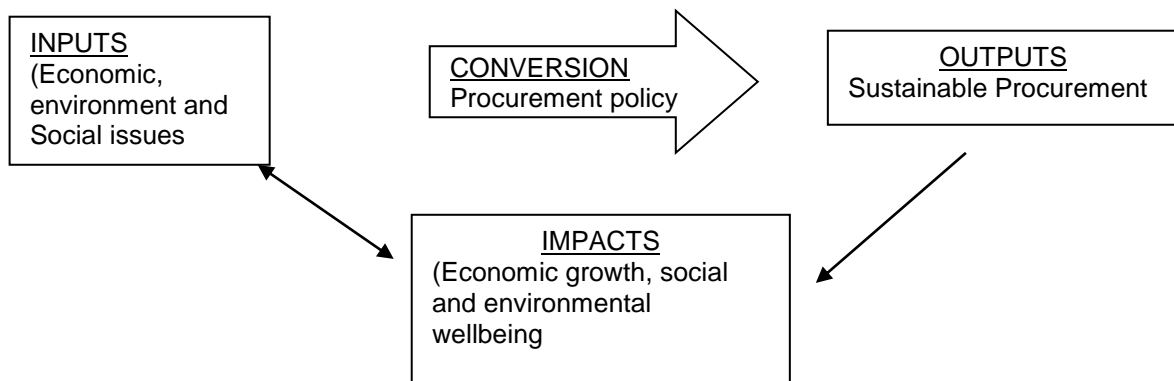 INPUTS
(Economic,
environment and
Social issues
CONVERSION
Procurement policy
OUTPUTS
Sustainable Procurement
IMPACTS
(Economic growth, social
and environmental
wellbeing